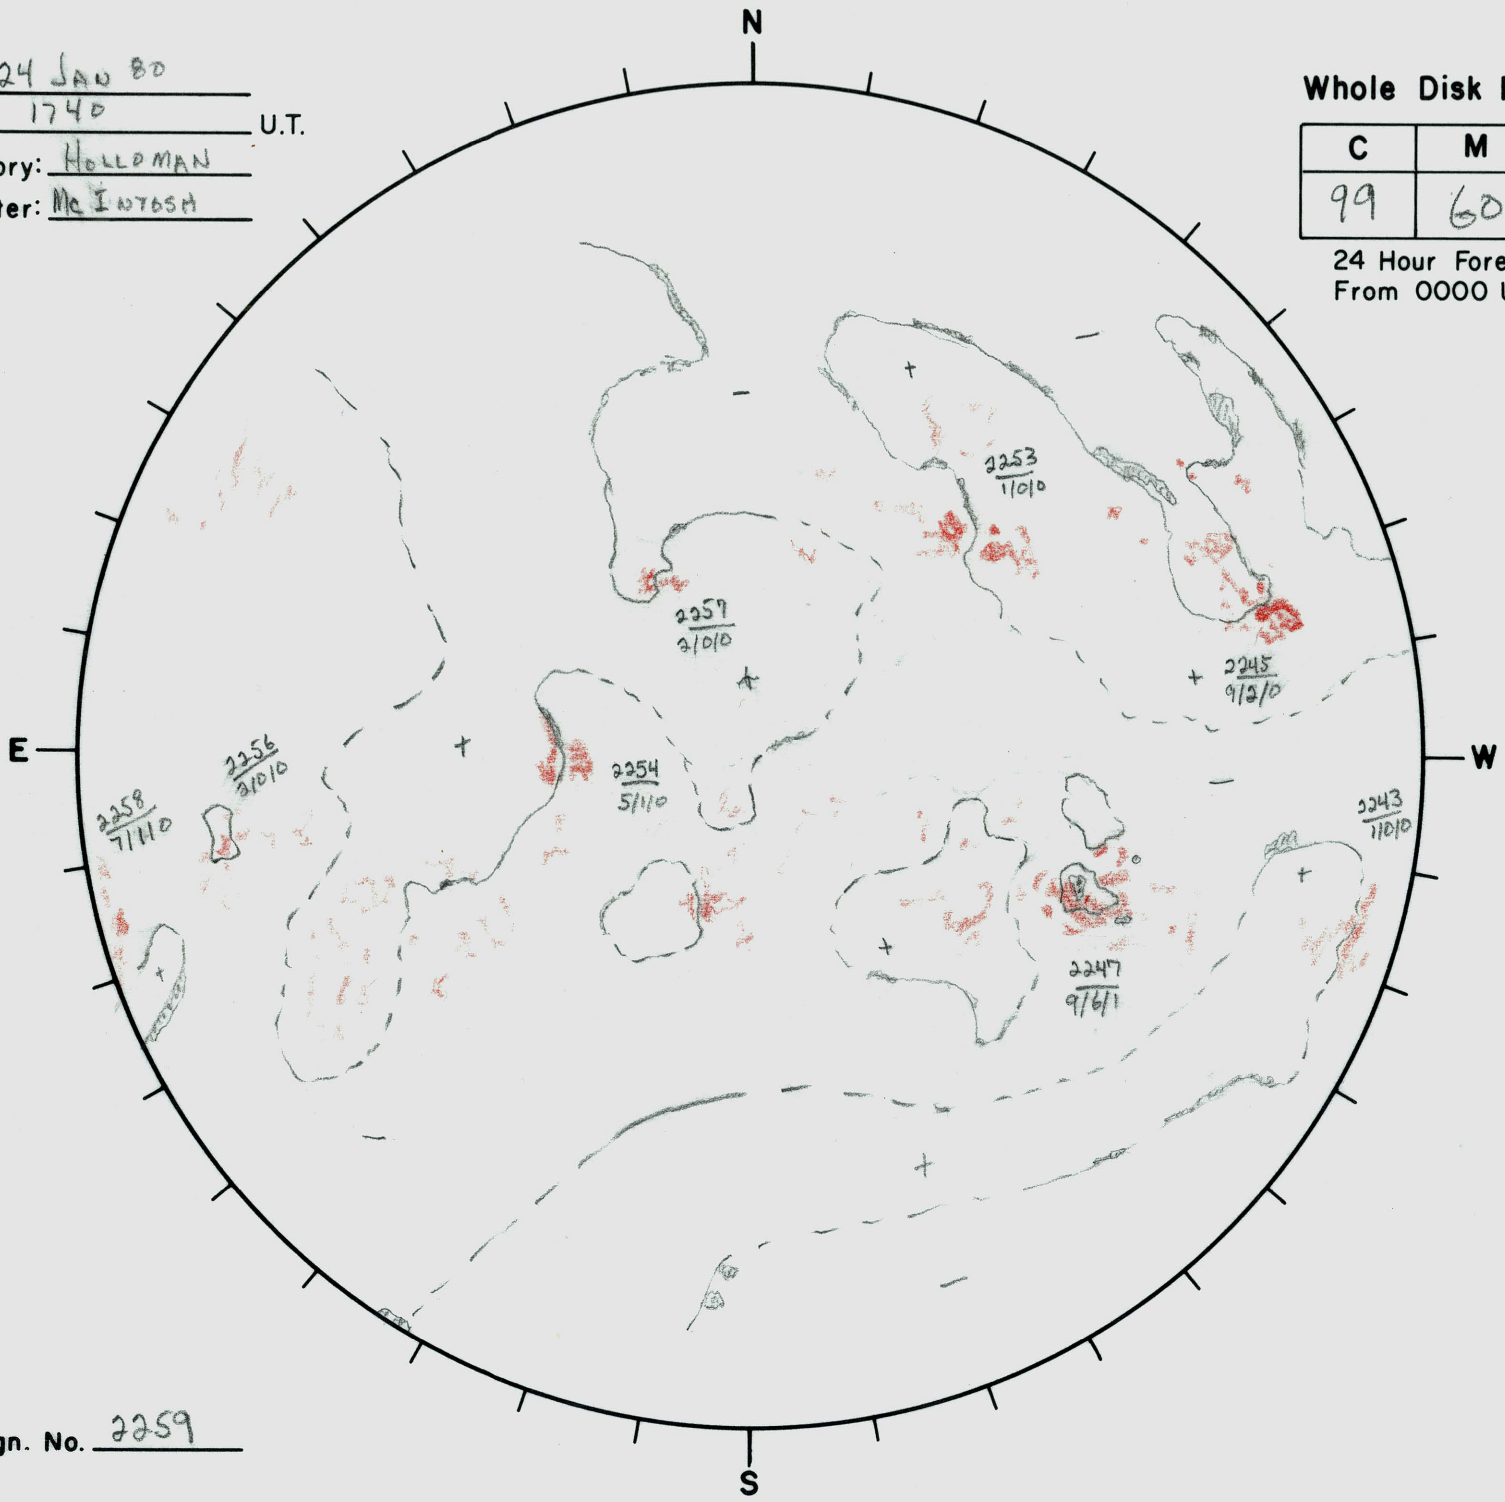 N
24 JAN 80
1740 U.T.
ory: HOLLOMAN
ter: McINTOSH
Whole Disk
C M
99 60
24 Hour Fore
From 0000 U
2253
1/0/0
2257
2/0/0
2245
9/2/0
E
W
2256
2/0/0
2254
5/1/0
2258
7/1/0
2243
1/0/0
2247
9/6/1
gn. No. 2259
S